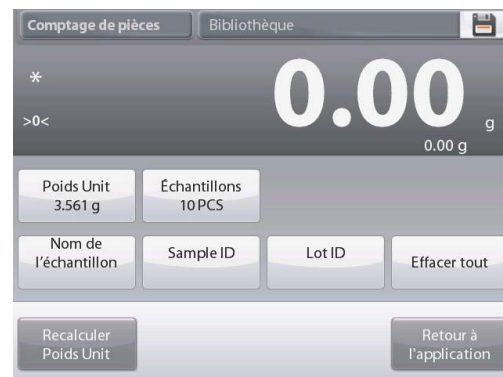 Comptage de pièces
Bibliothèque
*
0.00
>0<
g
0.00 g
Poids Unit
3.561 g
Échantillons
10 PCS
Nom de
l'échantillon
Sample ID
Lot ID
Effacer tout
Recalculer
Poids Unit
Retour à
l'application